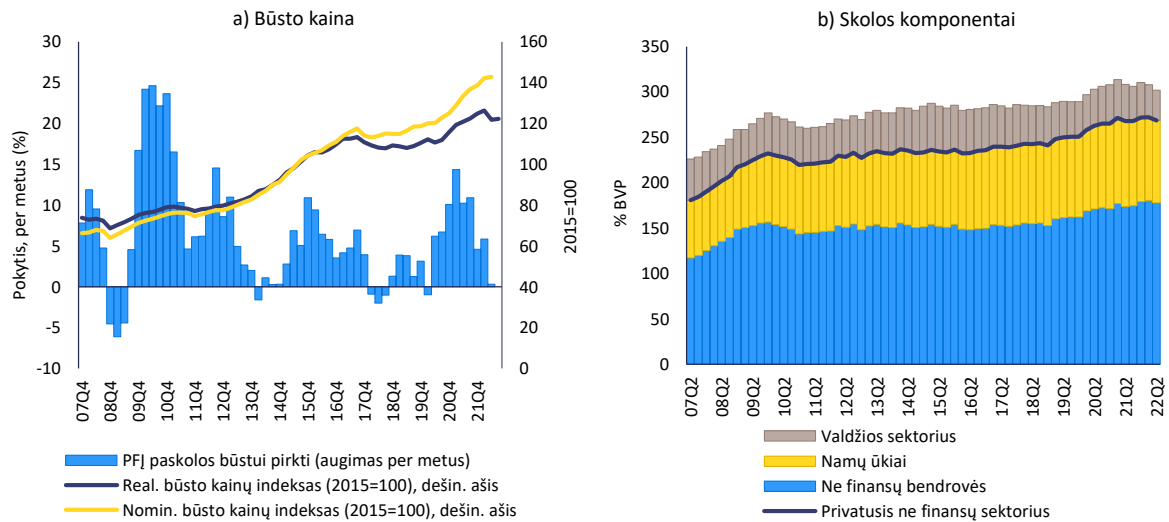 a) Būsto kaina
Pokytis, per metus (%)
30
25
20
15
10
5
0
-5
-10
160
140
120
100
80
60
40
20
0
2015=100
07Q4
08Q4
09Q4
10Q4
11Q4
12Q4
13Q4
14Q4
15Q4
16Q4
17Q4
18Q4
19Q4
20Q4
21Q4
PFĮ paskolos būstui pirkti (augimas per metus)
Real. būsto kainų indeksas (2015=100), dešin. ašis
Nomin. būsto kainų indeksas (2015=100), dešin. ašis
b) Skolos komponentai
% BVP
350
300
250
200
150
100
50
0
07Q2
08Q2
09Q2
10Q2
11Q2
12Q2
13Q2
14Q2
15Q2
16Q2
17Q2
18Q2
19Q2
20Q2
21Q2
22Q2
Valdžios sektorius
Namų ūkiai
Ne finansų bendrovės
Privatusis ne finansų sektorius